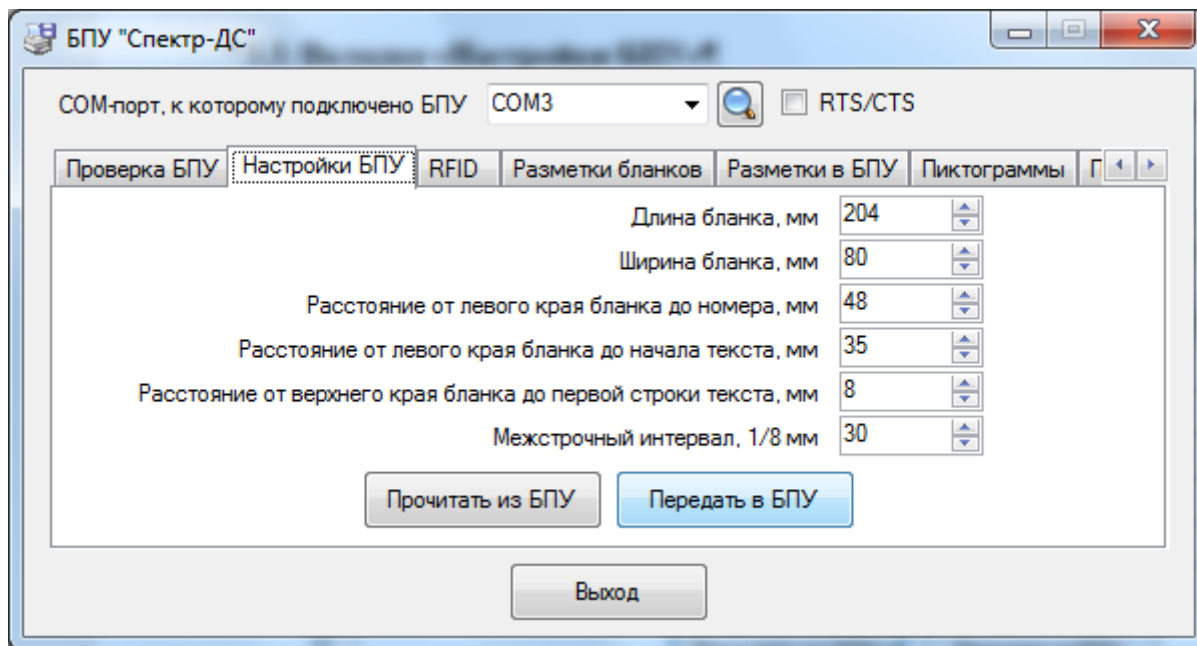 БПУ "Спектр-ДС"
COM-порт, к которому подключено БПУ COM3 RTS/CTS
Проверка БПУ Настройки БПУ RFID Разметки бланков Разметки в БПУ Пиктограммы
Длина бланка, мм 204
Ширина бланка, мм 80
Расстояние от левого края бланка до номера, мм 48
Расстояние от левого края бланка до начала текста, мм 35
Расстояние от верхнего края бланка до первой строки текста, мм 8
Межстрочный интервал, 1/8 мм 30
Прочитать из БПУ Передать в БПУ
Выход